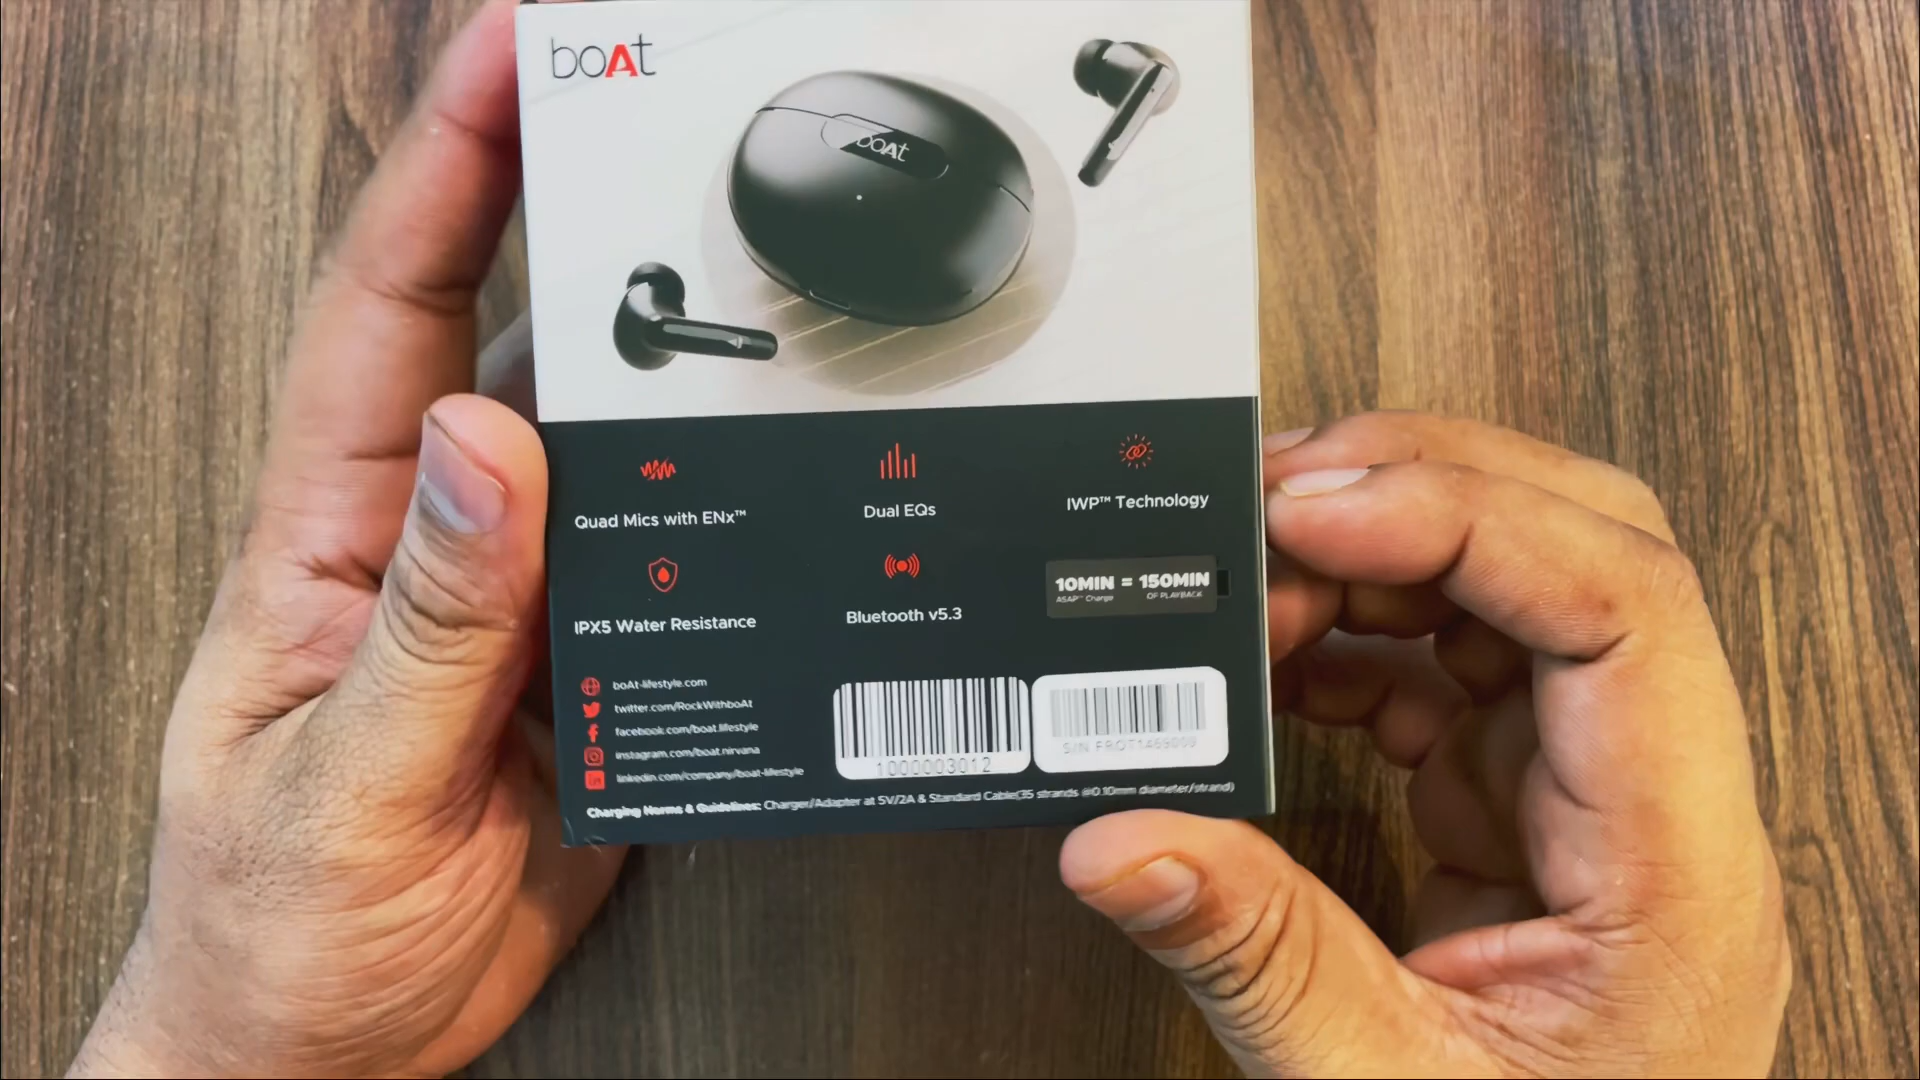 boAt
boAt
Quad Mics with ENx™
Dual EQs
IWP™ Technology
IPX5 Water Resistance
Bluetooth v5.3
10MIN = 150MIN
ASAP™ Charge OF PLAYBACK
boAt-lifestyle.com
twitter.com/RockWithboAt
facebook.com/boat.lifestyle
instagram.com/boat.nirvana
linkedin.com/company/boat-lifestyle
1000003012
S/N
Charging Norms & Guidelines: Charger/Adapter at 5V/2A & Standard Cable(35 strands @0.10mm diameter/strand)